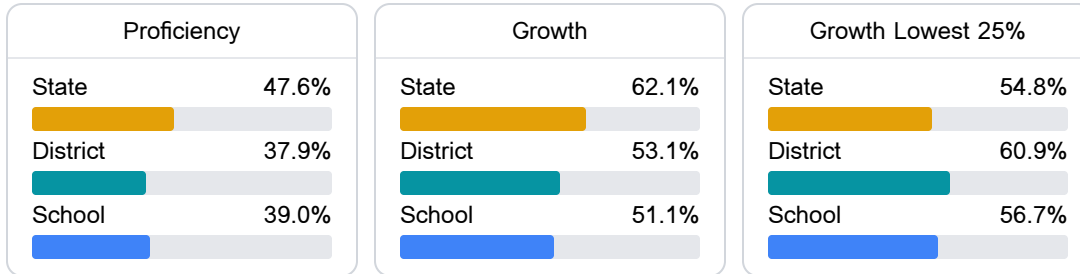 Proficiency
State 47.6%
District 37.9%
School 39.0%
Growth
State 62.1%
District 53.1%
School 51.1%
Growth Lowest 25%
State 54.8%
District 60.9%
School 56.7%